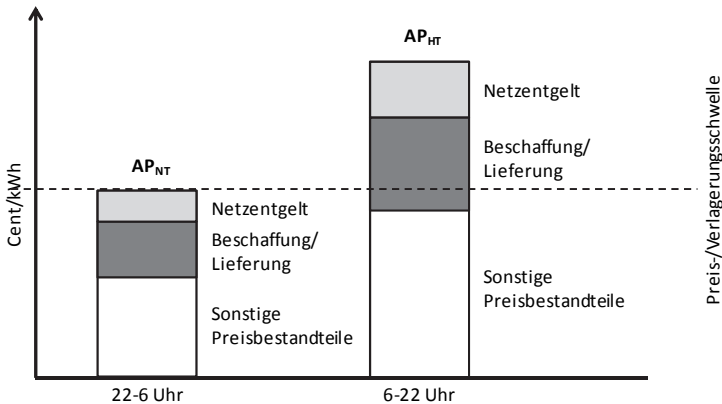 Cent/kWh
AP_NT
Netzentgelt
Beschaffung/
Lieferung
Sonstige
Preisbestandteile
22-6 Uhr
AP_HT
Netzentgelt
Beschaffung/
Lieferung
Sonstige
Preisbestandteile
6-22 Uhr
Preis-/Verlagerungsschwelle